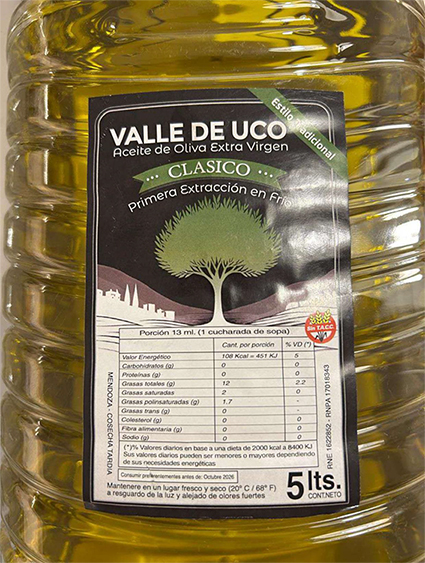 Estilo Tradicional
VALLE DE UCO
Aceite de Oliva Extra Virgen
CLASICO
Primera Extracción en Frio
Sin T.A.C.C.
Porción 13 ml. (1 cucharada de sopa)
Cant. por porción % VD (*)
Valor Energético 108 Kcal = 451 KJ 5
Carbohidratos (g) 0 0
Proteínas (g) 0 0
Grasas totales (g) 12 2.2
Grasas saturadas 2 0
Grasas polinsaturadas (g) 1.7 -
Grasas trans (g) 0 -
Colesterol (g) 0 0
Fibra alimentaria (g) 0 0
Sodio (g) 0 0
(*)% Valores diarios en base a una dieta de 2000 kcal a 8400 KJ
Sus valores diarios pueden ser menores o mayores dependiendo
de sus necesidades energéticas
MENDOZA - COSECHA TARDIA
RNE 1622852 - RNPA 17018343
Consumir preferentemente antes de: Octubre 2026
Mantenere en un lugar fresco y seco (20° C / 68° F)
a resguardo de la luz y alejado de olores fuertes
5 lts.
CONT.NETO